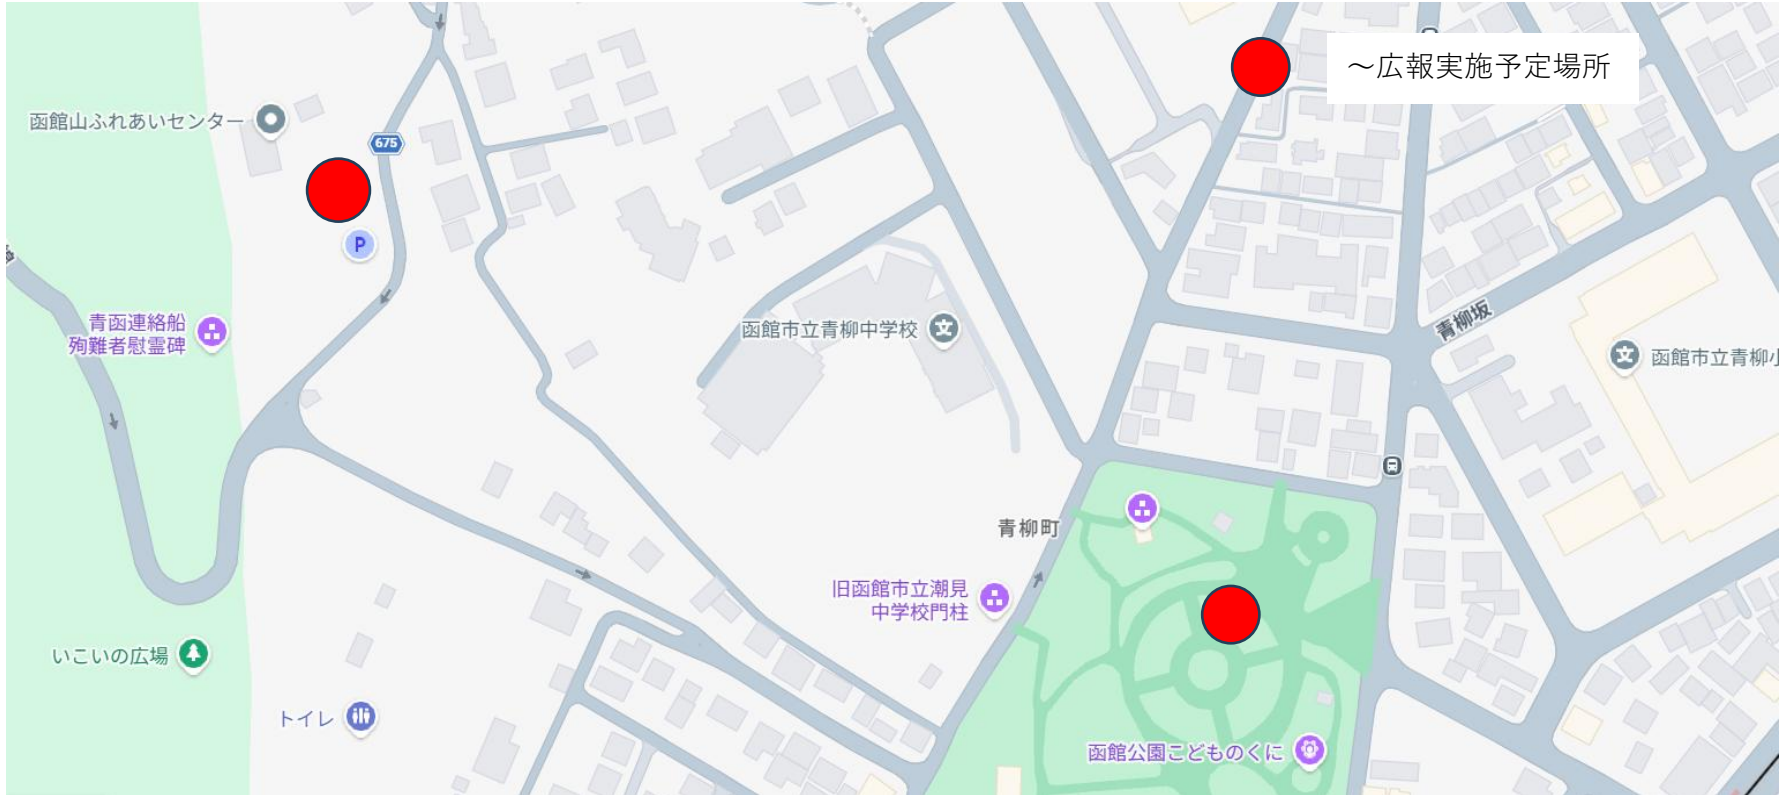 ～広報実施予定場所
函館山ふれあいセンター
675
P
青函連絡船
殉難者慰霊碑
函館市立青柳中学校
青柳坂
函館市立青柳小
青柳町
旧函館市立潮見
中学校門柱
いこいの広場
トイレ
函館公園こどものくに